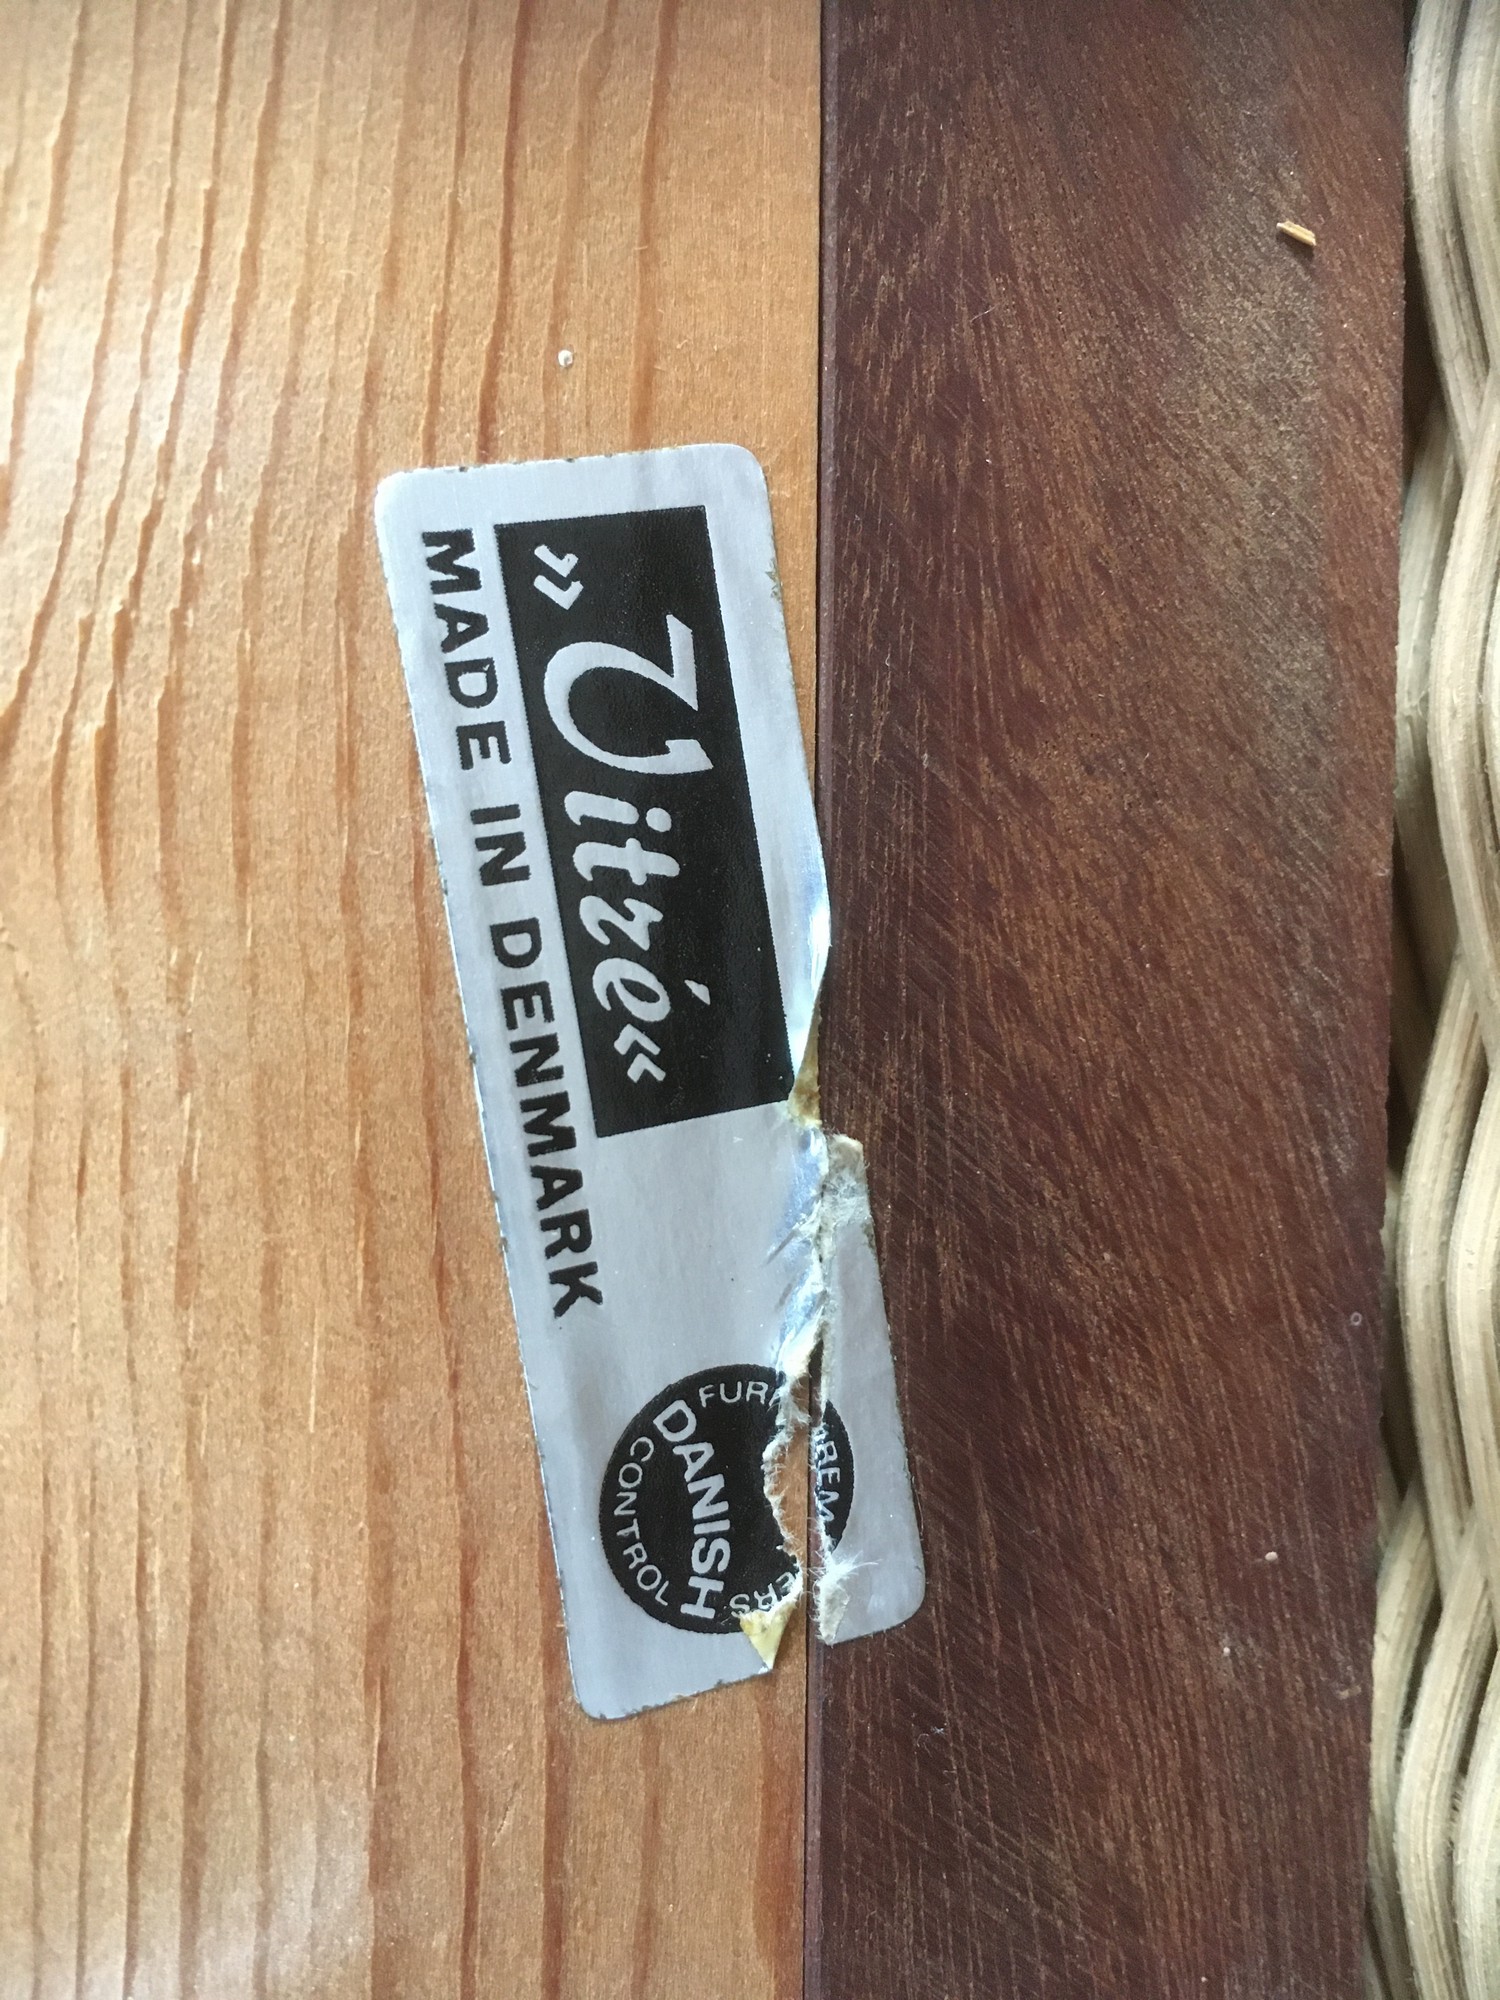 »Vitré«
MADE IN DENMARK
DANISH
CONTROL